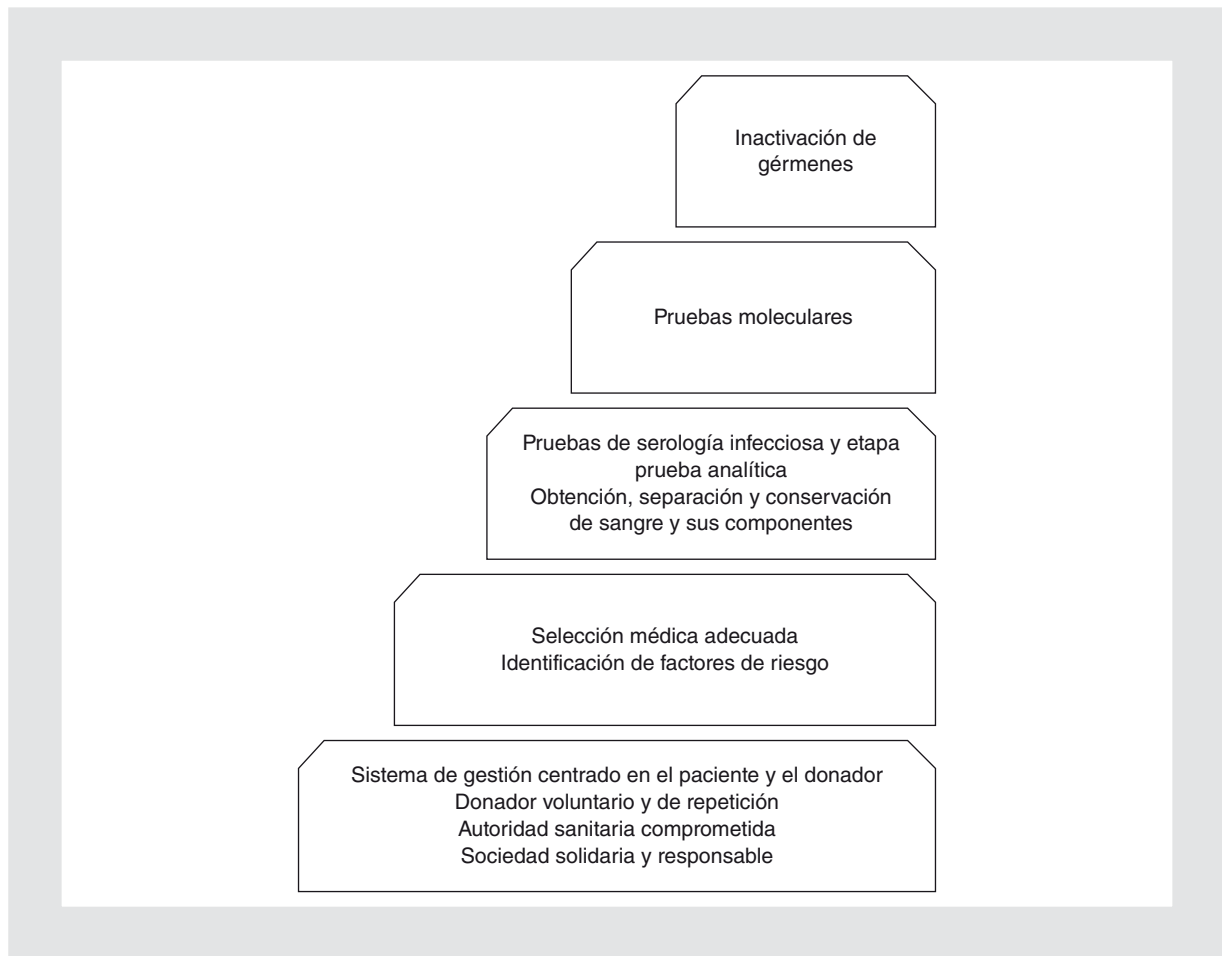 Inactivación de
gérmenes
Pruebas moleculares
Pruebas de serología infecciosa y etapa
prueba analítica
Obtención, separación y conservación
de sangre y sus componentes
Selección médica adecuada
Identificación de factores de riesgo
Sistema de gestión centrado en el paciente y el donador
Donador voluntario y de repetición
Autoridad sanitaria comprometida
Sociedad solidaria y responsable